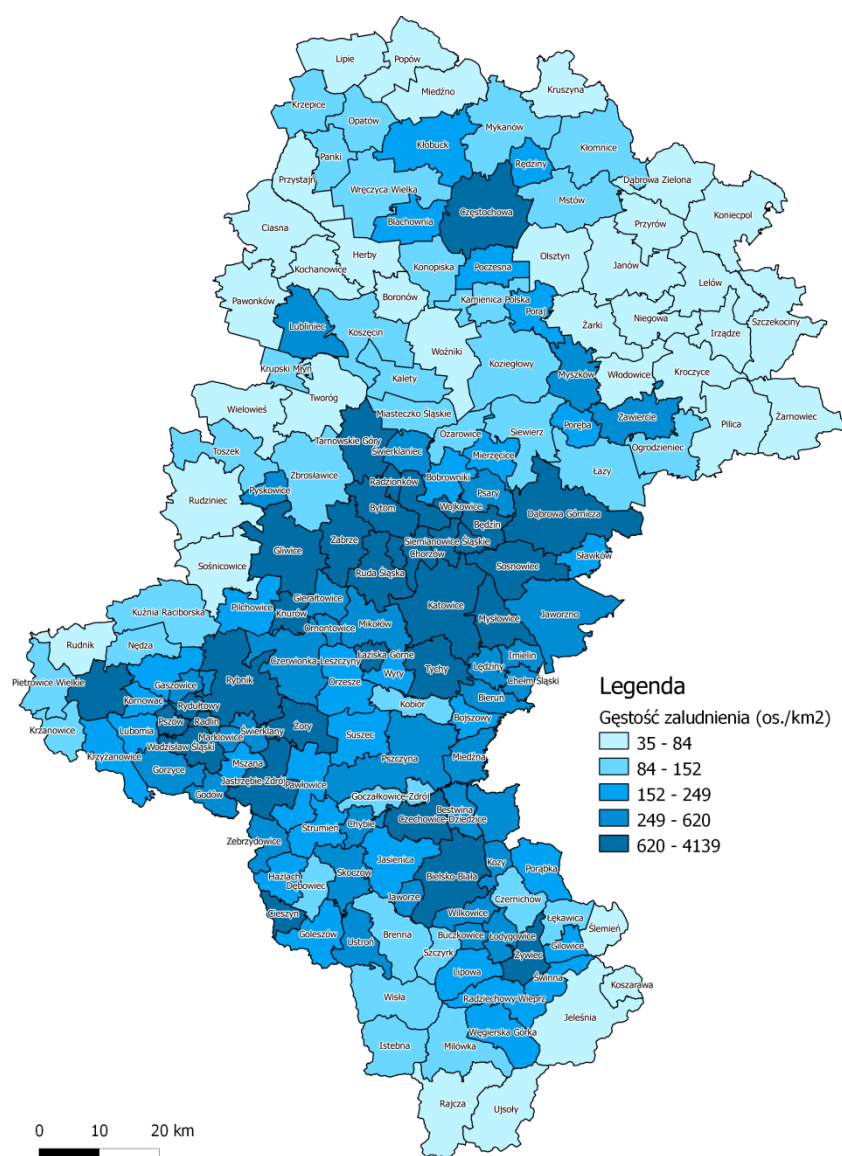 Lipie
Popów
Miedźno
Kruszyna
Krzepice
Opatów
Kłobuck
Mykanów
Kłomnice
Panki
Rędziny
Przystajń
Wręczyca Wielka
Dąbrowa Zielona
Mstów
Koniecpol
Częstochowa
Blachownia
Przyrów
Ciasna
Herby
Olsztyn
Janów
Kochanowice
Konopiska
Poczesna
Lelów
Pawonków
Boronów
Kamienica Polska
Poraj
Niegowa
Szczekociny
Lubliniec
Koszęcin
Żarki
Irządze
Woźniki
Koziegłowy
Krupski Młyn
Myszków
Włodowice
Kroczyce
Kalety
Tworóg
Wielowieś
Miasteczko Śląskie
Poręba
Zawiercie
Żarnowiec
Siewierz
Pilica
Ożarowice
Tarnowskie Góry
Ogrodzieniec
Toszek
Świerklaniec
Mierzęcice
Zbrosławice
Bobrowniki
Łazy
Pyskowice
Radzionków
Psary
Rudziniec
Bytom
Wojkowice
Dąbrowa Górnicza
Będzin
Zabrze
Siemianowice Śląskie
Gliwice
Chorzów
Sławków
Sośnicowice
Ruda Śląska
Sosnowiec
Gierałtowice
Katowice
Kuźnia Raciborska
Pilchowice
Knurów
Mysłowice
Jaworzno
Ornontowice
Mikołów
Rudnik
Nędza
Łaziska Górne
Imielin
Czerwionka-Leszczyny
Lędziny
Tychy
Pietrowice Wielkie
Gaszowice
Rybnik
Orzesze
Wyry
Chełm Śląski
Kornowac
Rydułtowy
Kobiór
Bieruń
Pszów
Radlin
Bojszowy
Krzanowice
Lubomia
Żory
Marklowice
Świerklany
Suszec
Wodzisław Śląski
Krzyżanowice
Pszczyna
Miedźna
Mszana
Gorzyce
Jastrzębie-Zdrój
Pawłowice
Godów
Goczałkowice-Zdrój
Bestwina
Strumień
Chybie
Czechowice-Dziedzice
Zebrzydowice
Jasienica
Kozy
Porąbka
Hażlach
Skoczów
Bielsko-Biała
Dębowiec
Jaworze
Czernichów
Cieszyn
Wilkowice
Łękawica
Ślemień
Goleszów
Ustroń
Brenna
Buczkowice
Łodygowice
Gilowice
Szczyrk
Żywiec
Lipowa
Świnna
Koszarawa
Wisła
Radziechowy-Wieprz
Jeleśnia
Węgierska Górka
Istebna
Milówka
Rajcza
Ujsoły
Legenda
Gęstość zaludnienia (os./km2)
35 - 84
84 - 152
152 - 249
249 - 620
620 - 4139
0 10 20 km